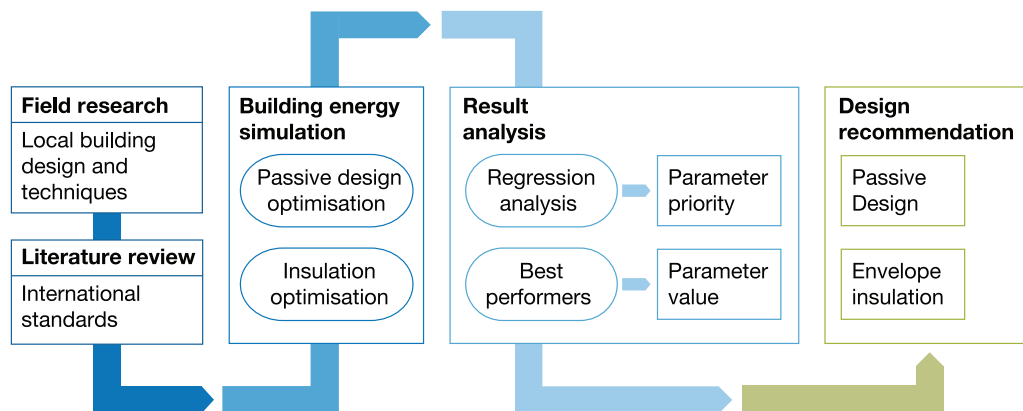 Field research
Local building
design and
techniques
Literature review
International
standards
Building energy
simulation
Passive design
optimisation
Insulation
optimisation
Result
analysis
Regression
analysis
Parameter
priority
Best
performers
Parameter
value
Design
recommendation
Passive
Design
Envelope
insulation